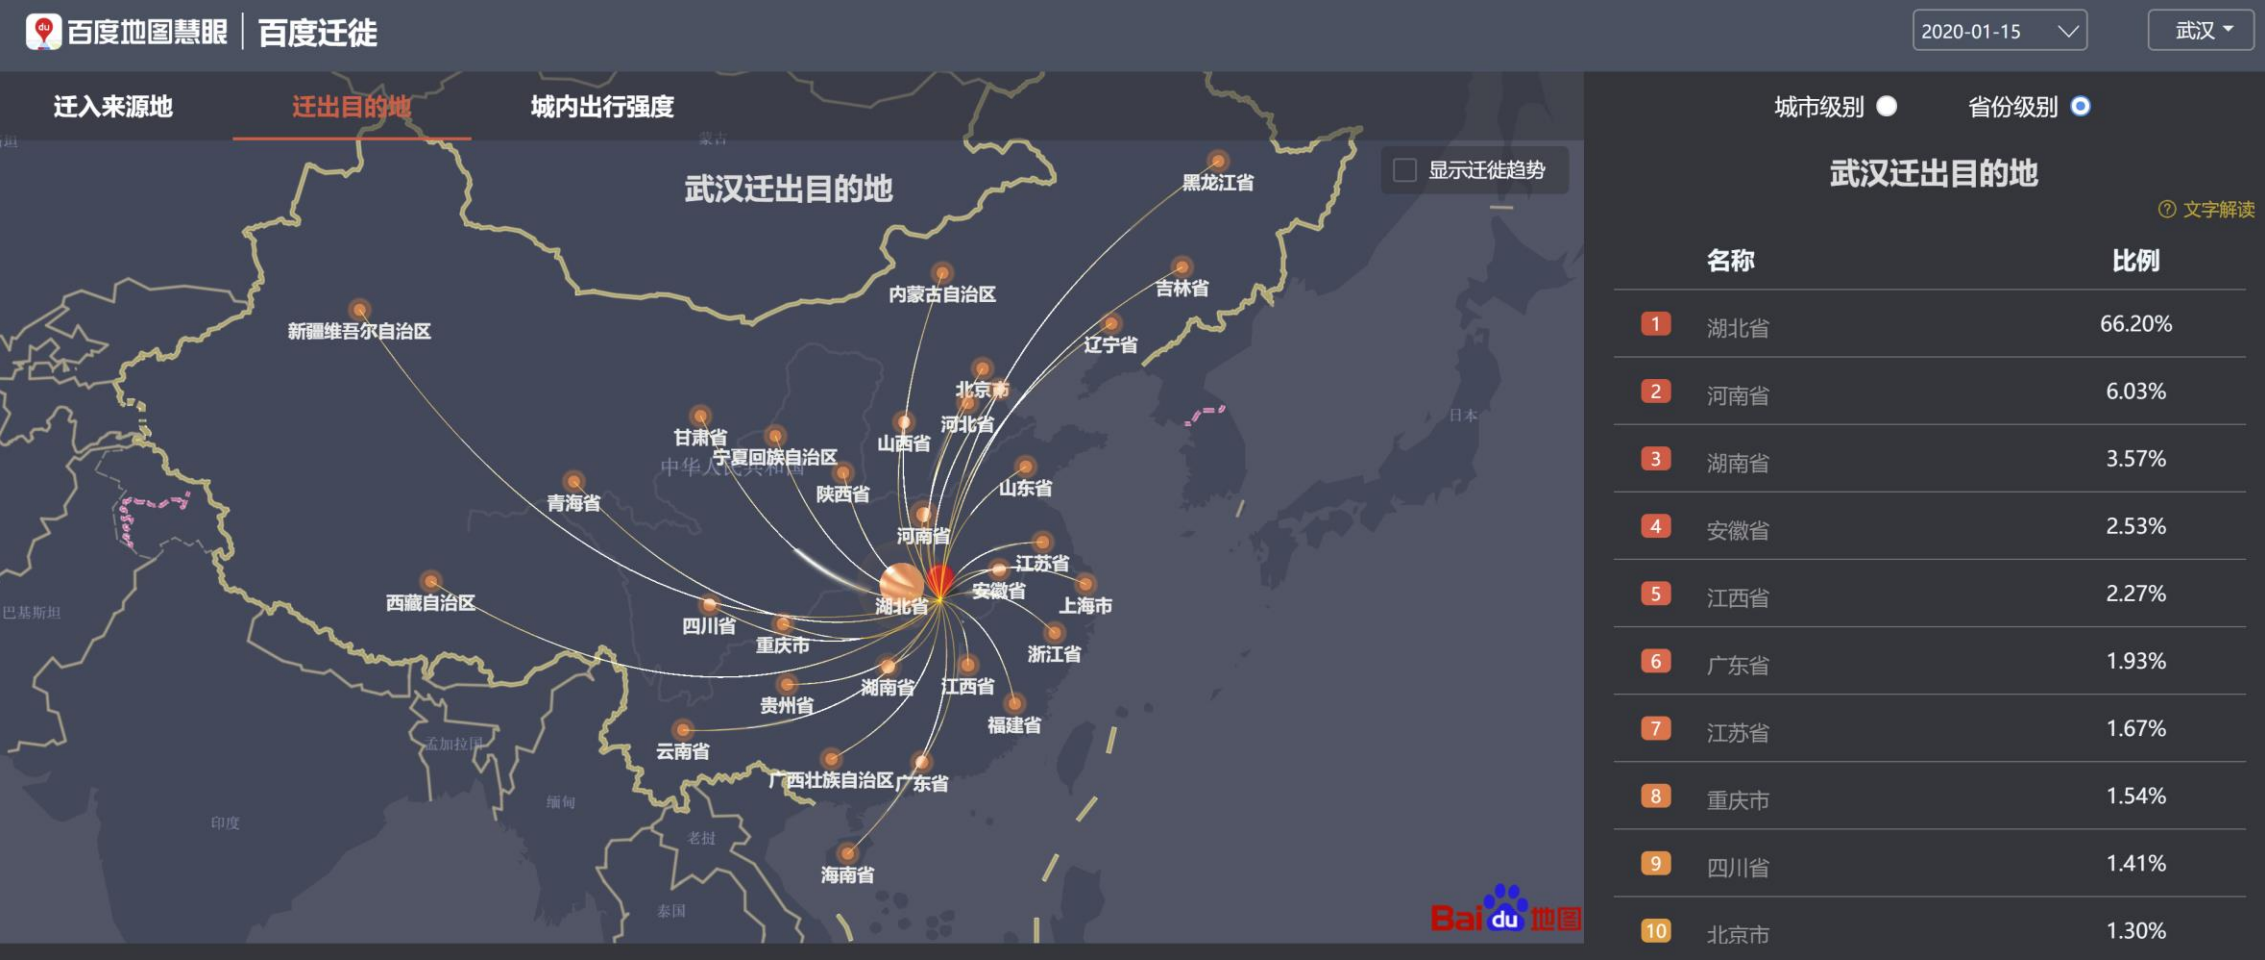 百度地图慧眼 | 百度迁徙
2020-01-15
武汉
迁入来源地
迁出目的地
城内出行强度
城市级别
省份级别
显示迁徙趋势
武汉迁出目的地
蒙古
黑龙江省
吉林省
内蒙古自治区
新疆维吾尔自治区
辽宁省
北京市
河北省
山西省
甘肃省
宁夏回族自治区
中华人民共和国
陕西省
山东省
青海省
河南省
江苏省
安徽省
上海市
湖北省
西藏自治区
四川省
重庆市
浙江省
湖南省
江西省
贵州省
福建省
云南省
广西壮族自治区
广东省
海南省
日本
巴基斯坦
孟加拉国
印度
缅甸
老挝
泰国
Bai du 地图
武汉迁出目的地
文字解读
名称 比例
1 湖北省 66.20%
2 河南省 6.03%
3 湖南省 3.57%
4 安徽省 2.53%
5 江西省 2.27%
6 广东省 1.93%
7 江苏省 1.67%
8 重庆市 1.54%
9 四川省 1.41%
10 北京市 1.30%